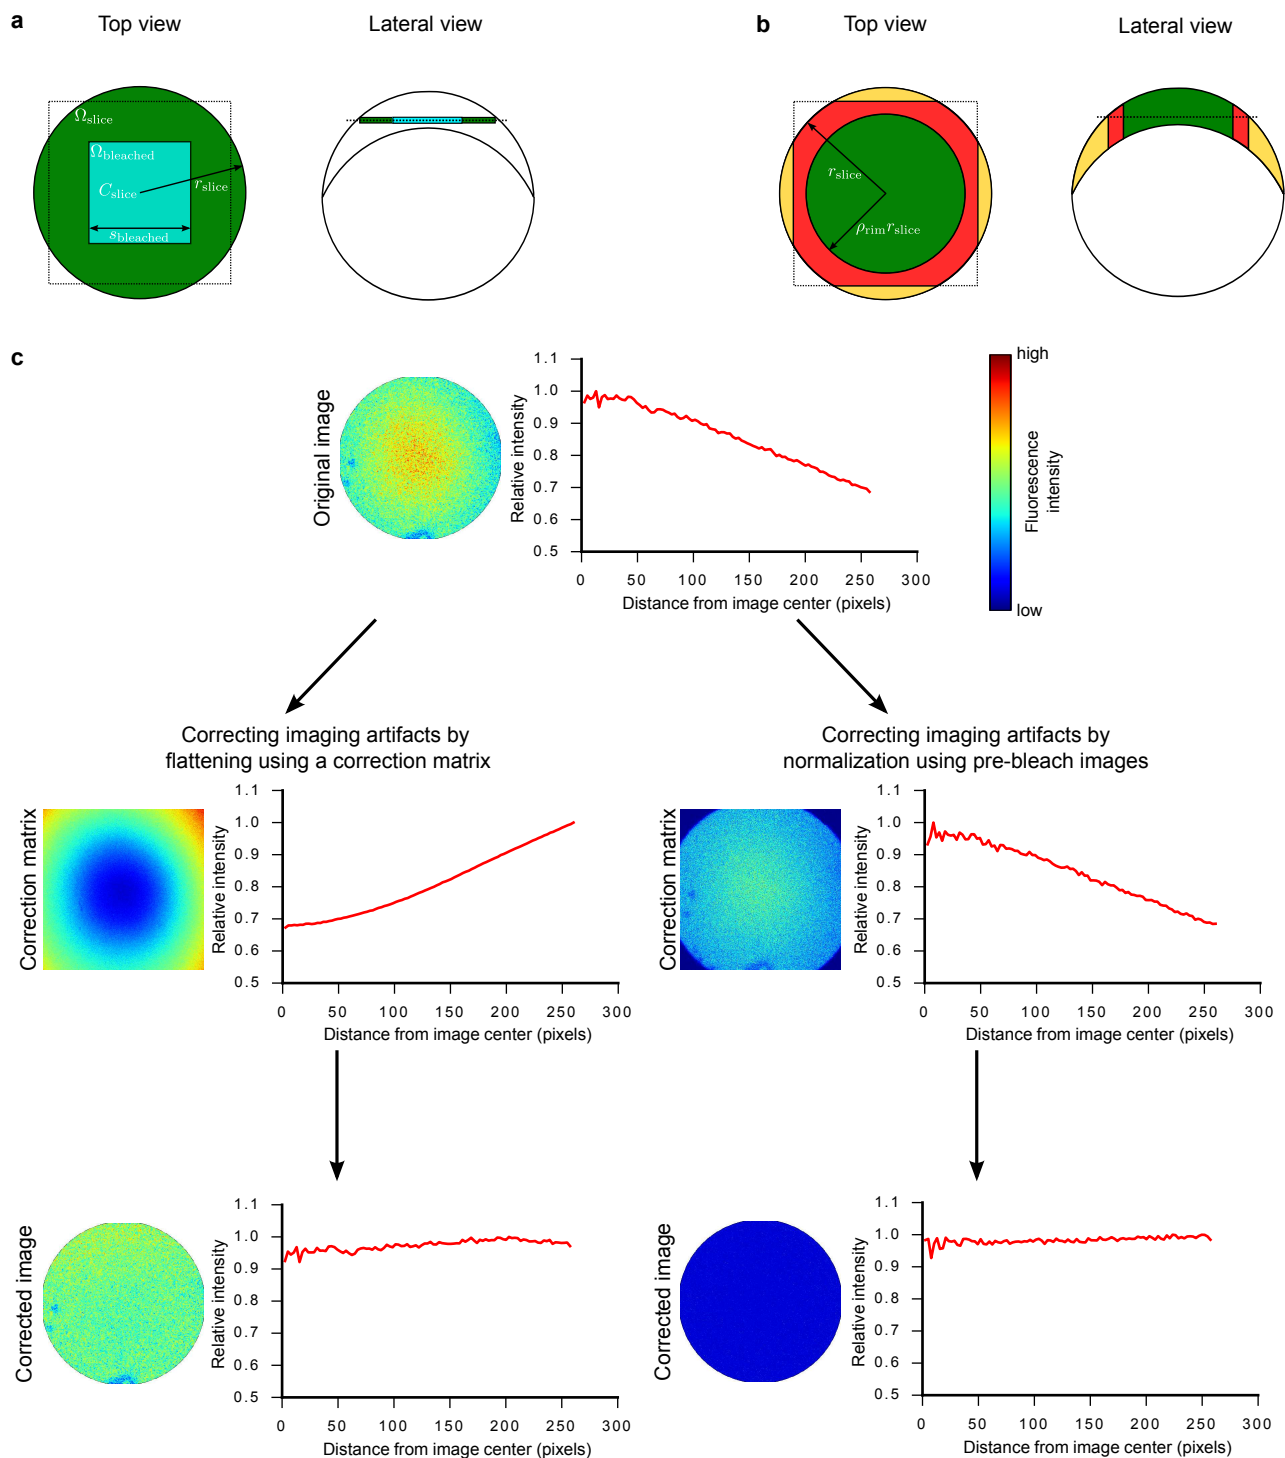 a
Top view
Lateral view
b
Top view
Lateral view
Ωslice
Ωbleached
Cslice
rslice
sbleached
rslice
ρrimrslice
c
Original image
Relative intensity
1.1
1.0
0.9
0.8
0.7
0.6
0.5
0 50 100 150 200 250 300
Distance from image center (pixels)
high
Fluorescence
intensity
low
Correcting imaging artifacts by
flattening using a correction matrix
Correcting imaging artifacts by
normalization using pre-bleach images
Correction matrix
Relative intensity
1.1
1.0
0.9
0.8
0.7
0.6
0.5
0 50 100 150 200 250 300
Distance from image center (pixels)
Correction matrix
Relative intensity
1.1
1.0
0.9
0.8
0.7
0.6
0.5
0 50 100 150 200 250 300
Distance from image center (pixels)
Corrected image
Relative intensity
1.1
1.0
0.9
0.8
0.7
0.6
0.5
0 50 100 150 200 250 300
Distance from image center (pixels)
Corrected image
Relative intensity
1.1
1.0
0.9
0.8
0.7
0.6
0.5
0 50 100 150 200 250 300
Distance from image center (pixels)